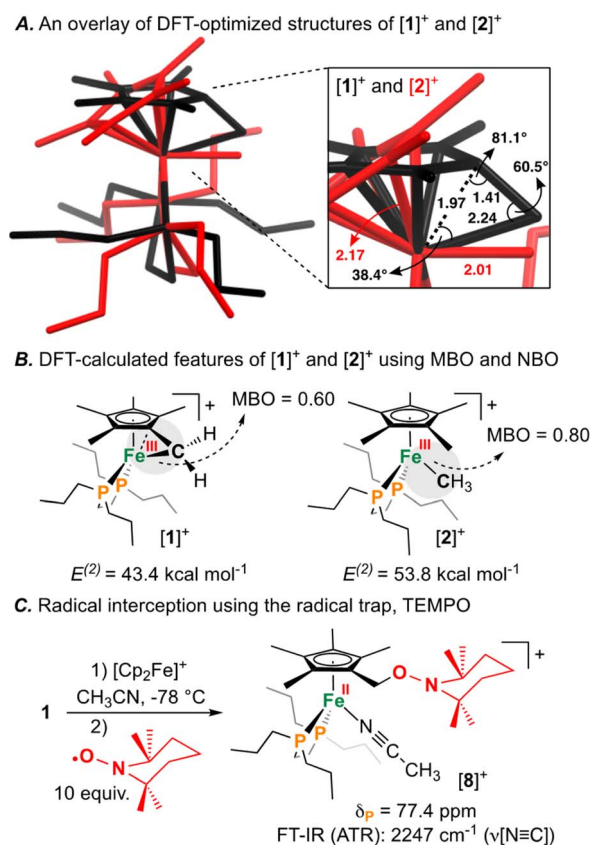 A. An overlay of DFT-optimized structures of [1]⁺ and [2]⁺
[1]⁺ and [2]⁺
81.1°
60.5°
1.97
1.41
2.24
2.17
38.4°
2.01
B. DFT-calculated features of [1]⁺ and [2]⁺ using MBO and NBO
+
MBO = 0.60
H
III
Fe
C
H
P
P
[1]⁺
E⁽²⁾ = 43.4 kcal mol⁻¹
+
MBO = 0.80
III
Fe
CH₃
P
P
[2]⁺
E⁽²⁾ = 53.8 kcal mol⁻¹
C. Radical interception using the radical trap, TEMPO
1) [Cp₂Fe]⁺
CH₃CN, -78 °C
1
2)
•O
N
10 equiv.
+
O
N
II
Fe
P
P
N
C
CH₃
[8]⁺
δP = 77.4 ppm
FT-IR (ATR): 2247 cm⁻¹ (ν[N≡C])